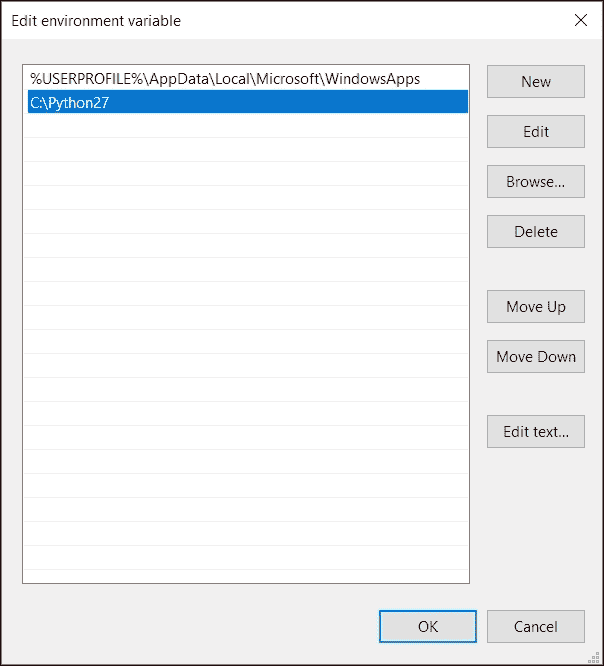 Edit environment variable
%USERPROFILE%\AppData\Local\Microsoft\WindowsApps
C:\Python27
New
Edit
Browse...
Delete
Move Up
Move Down
Edit text...
OK
Cancel